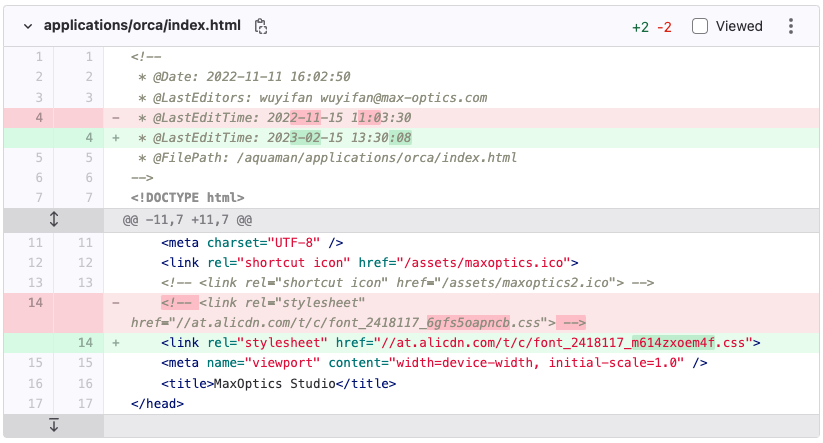 applications/orca/index.html +2 -2 Viewed
1 1 <!--
2 2 * @Date: 2022-11-11 16:02:50
3 3 * @LastEditors: wuyifan wuyifan@max-optics.com
4 - * @LastEditTime: 2022-11-15 11:03:30
4 + * @LastEditTime: 2023-02-15 13:30:08
5 5 * @FilePath: /aquaman/applications/orca/index.html
6 6 -->
7 7 <!DOCTYPE html>
@@ -11,7 +11,7 @@
11 11 <meta charset="UTF-8" />
12 12 <link rel="shortcut icon" href="/assets/maxoptics.ico">
13 13 <!-- <link rel="shortcut icon" href="/assets/maxoptics2.ico"> -->
14 - <!-- <link rel="stylesheet"
href="//at.alicdn.com/t/c/font_2418117_6gfs5oapncb.css"> -->
14 + <link rel="stylesheet" href="//at.alicdn.com/t/c/font_2418117_m614zxoem4f.css">
15 15 <meta name="viewport" content="width=device-width, initial-scale=1.0" />
16 16 <title>MaxOptics Studio</title>
17 17 </head>